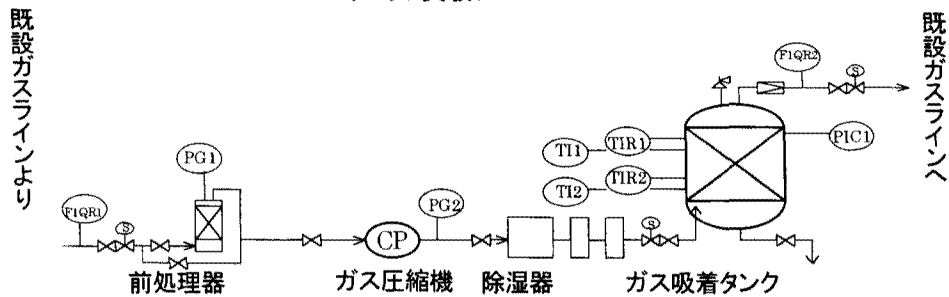 既設ガスラインより
既設ガスラインへ
F1QR2
S
PG1
TI1
TIR1
PIC1
TI2
TIR2
F1QR1
S
PG2
S
CP
前処理器
ガス圧縮機
除湿器
ガス吸着タンク